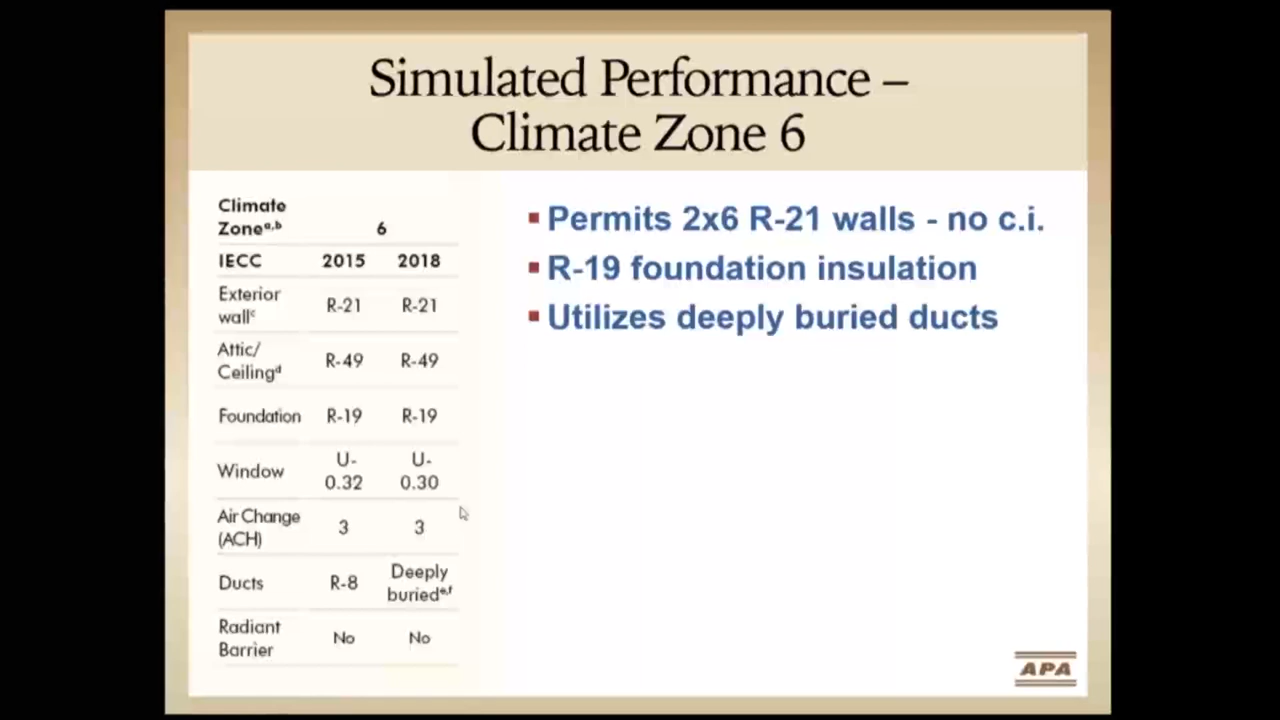 Simulated Performance –
Climate Zone 6
Climate
Zoneᵃ,ᵇ 6
IECC 2015 2018
Exterior
wallᶜ R-21 R-21
Attic/
Ceilingᵈ R-49 R-49
Foundation R-19 R-19
Window U-0.32 U-0.30
Air Change
(ACH) 3 3
Ducts R-8 Deeply
buriedᵉ,ᶠ
Radiant
Barrier No No
▪ Permits 2x6 R-21 walls - no c.i.
▪ R-19 foundation insulation
▪ Utilizes deeply buried ducts
APA